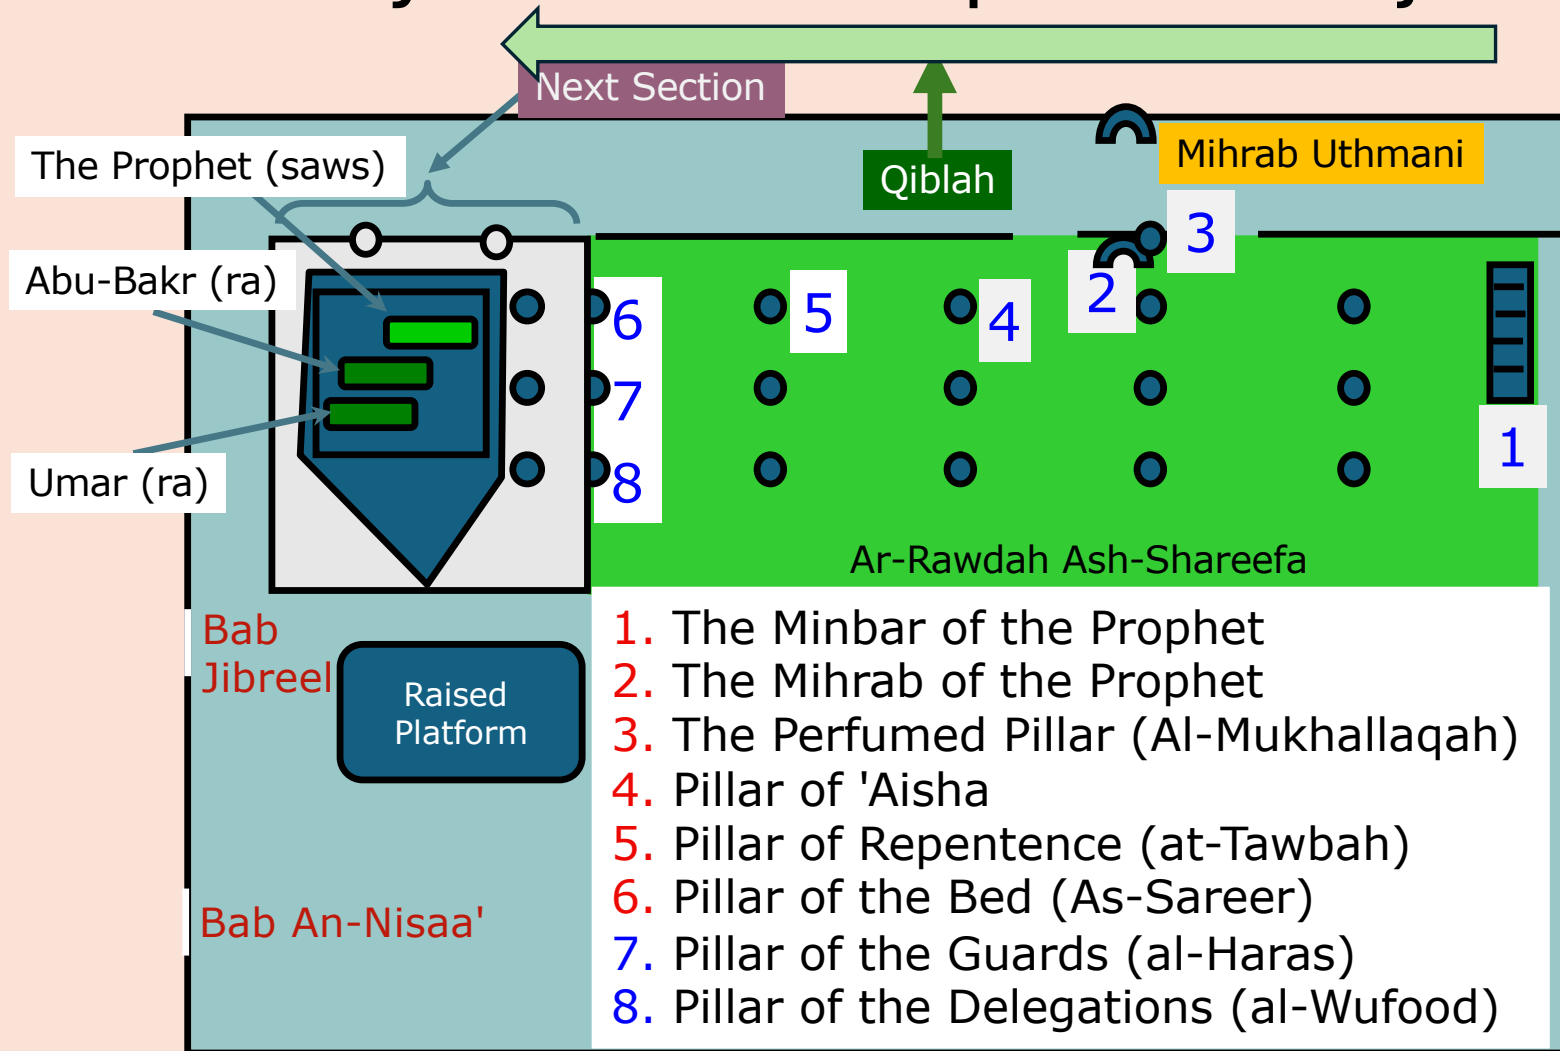 Next Section
The Prophet (saws)
Qiblah
Mihrab Uthmani
Abu-Bakr (ra)
Umar (ra)
3
2
6
5
4
7
8
1
Ar-Rawdah Ash-Shareefa
Bab
Jibreel
Raised
Platform
Bab An-Nisaa'
1. The Minbar of the Prophet
2. The Mihrab of the Prophet
3. The Perfumed Pillar (Al-Mukhallaqah)
4. Pillar of 'Aisha
5. Pillar of Repentence (at-Tawbah)
6. Pillar of the Bed (As-Sareer)
7. Pillar of the Guards (al-Haras)
8. Pillar of the Delegations (al-Wufood)